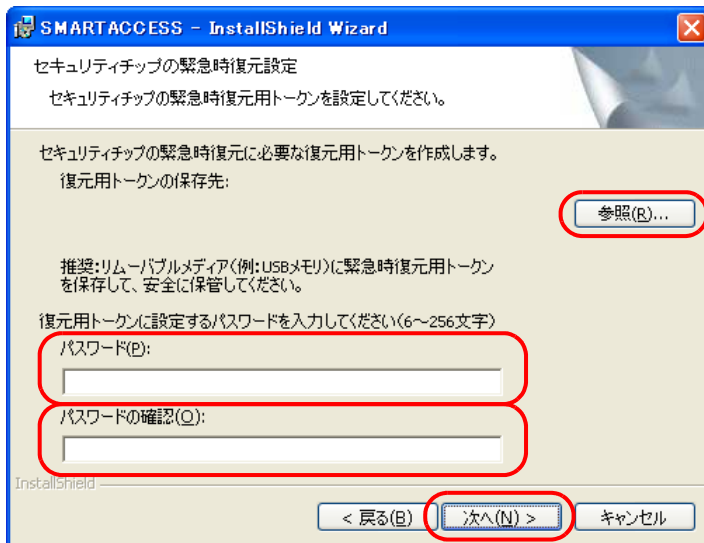 SMARTACCESS - InstallShield Wizard
セキュリティチップの緊急時復元設定
セキュリティチップの緊急時復元用トークンを設定してください。
セキュリティチップの緊急時復元に必要な復元用トークンを作成します。
復元用トークンの保存先:
参照(R)...
推奨:リムーバブルメディア(例:USBメモリ)に緊急時復元用トークン
を保存して、安全に保管してください。
復元用トークンに設定するパスワードを入力してください(6～256文字)
パスワード(P):
パスワードの確認(O):
InstallShield
< 戻る(B)
次へ(N) >
キャンセル